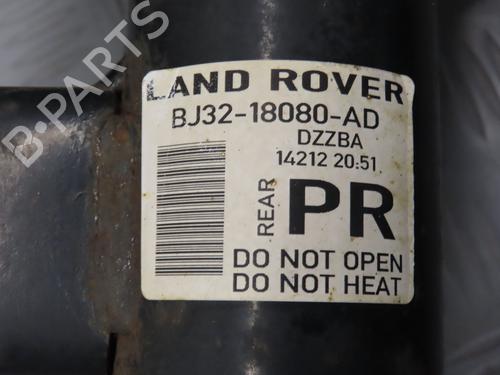 B-PARTS
LAND ROVER
BJ32-18080-AD
DZZBA
14212 20:51
REAR PR
DO NOT OPEN
DO NOT HEAT